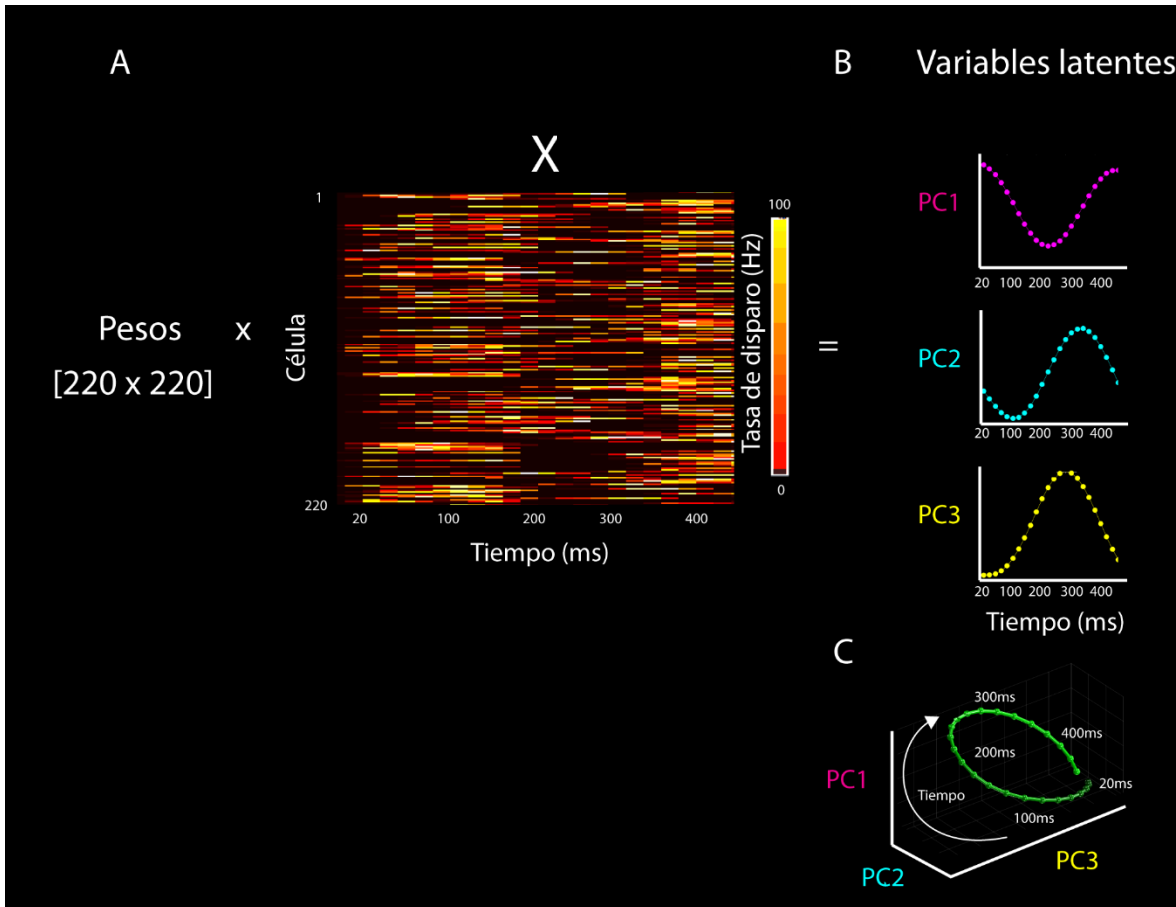 A
B
Variables latentes
X
Pesos
x
[220 x 220]
Célula
1
220
20 100 200 300 400
Tiempo (ms)
100
Tasa de disparo (Hz)
0
=
PC1
20 100 200 300 400
PC2
20 100 200 300 400
PC3
20 100 200 300 400
Tiempo (ms)
C
300ms
400ms
200ms
20ms
Tiempo
100ms
PC1
PC2
PC3